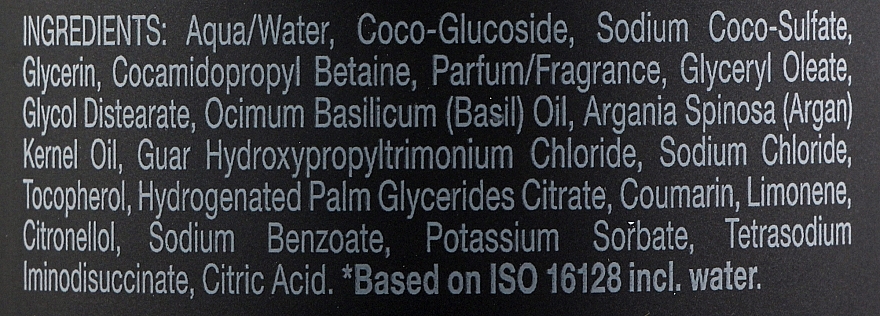 INGREDIENTS: Aqua/Water, Coco-Glucoside, Sodium Coco-Sulfate,
Glycerin, Cocamidopropyl Betaine, Parfum/Fragrance, Glyceryl Oleate,
Glycol Distearate, Ocimum Basilicum (Basil) Oil, Argania Spinosa (Argan)
Kernel Oil, Guar Hydroxypropyltrimonium Chloride, Sodium Chloride,
Tocopherol, Hydrogenated Palm Glycerides Citrate, Coumarin, Limonene,
Citronellol, Sodium Benzoate, Potassium Sorbate, Tetrasodium
Iminodisuccinate, Citric Acid. *Based on ISO 16128 incl. water.